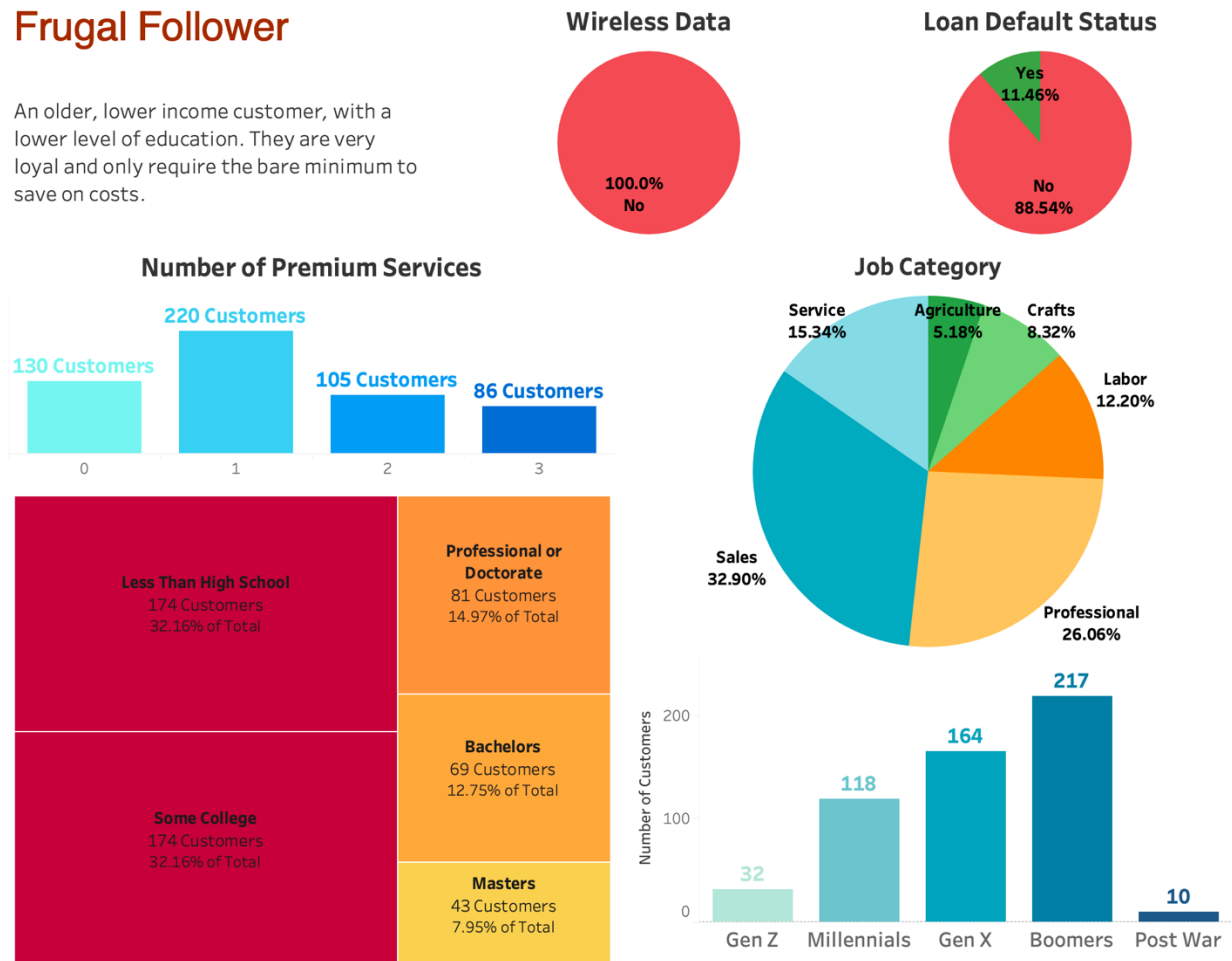 Frugal Follower
An older, lower income customer, with a
lower level of education. They are very
loyal and only require the bare minimum to
save on costs.
Wireless Data
100.0%
No
Loan Default Status
Yes
11.46%
No
88.54%
Number of Premium Services
130 Customers
220 Customers
105 Customers
86 Customers
0
1
2
3
Job Category
Service
15.34%
Agriculture
5.18%
Crafts
8.32%
Labor
12.20%
Sales
32.90%
Professional
26.06%
Less Than High School
174 Customers
32.16% of Total
Some College
174 Customers
32.16% of Total
Professional or
Doctorate
81 Customers
14.97% of Total
Bachelors
69 Customers
12.75% of Total
Masters
43 Customers
7.95% of Total
Number of Customers
200
100
0
32
118
164
217
10
Gen Z
Millennials
Gen X
Boomers
Post War